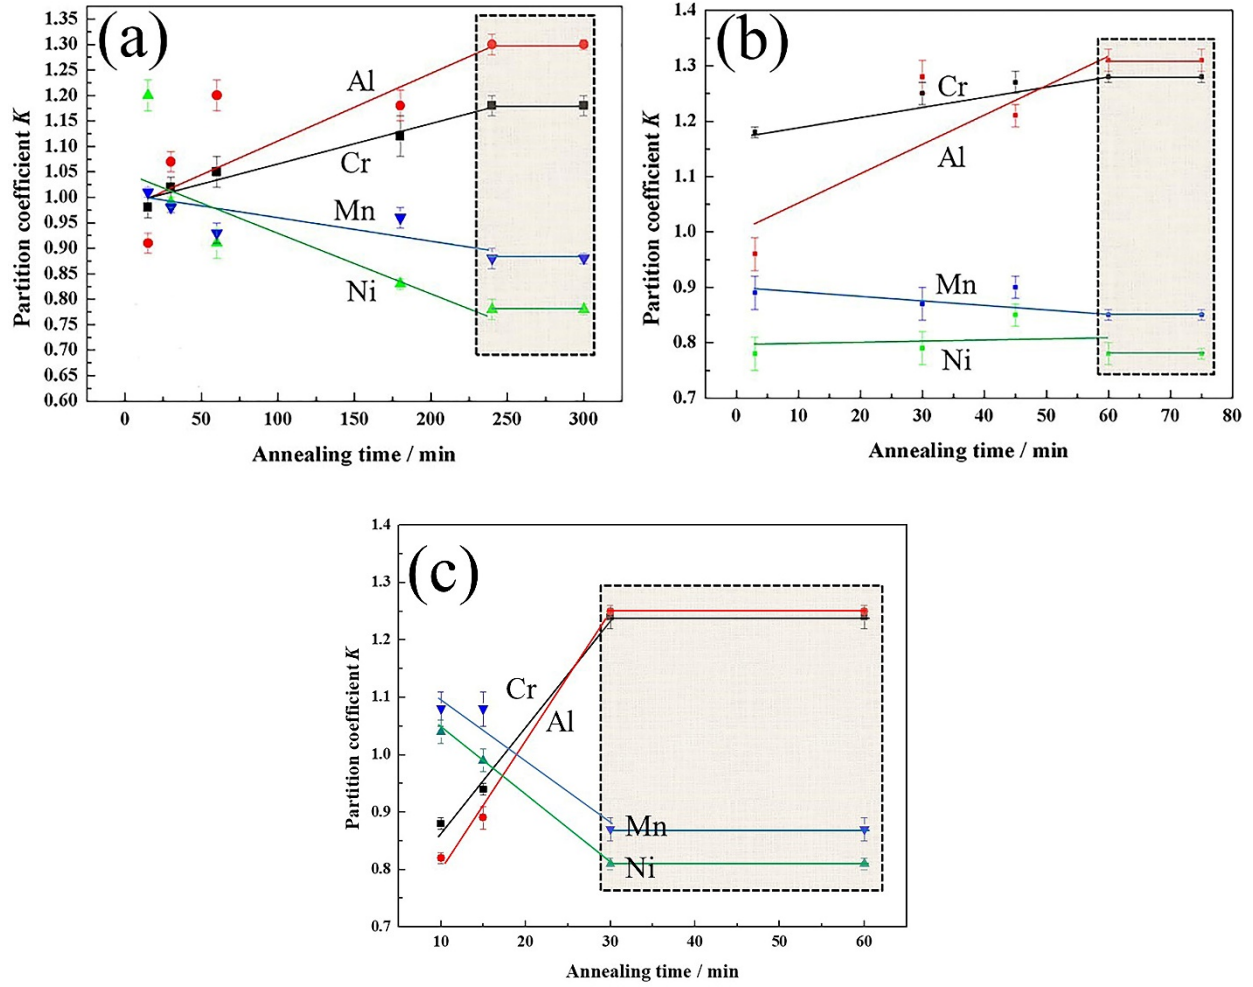 (a)
Partition coefficient K
1.35
1.30
1.25
1.20
1.15
1.10
1.05
1.00
0.95
0.90
0.85
0.80
0.75
0.70
0.65
0.60
Al
Cr
Mn
Ni
0 50 100 150 200 250 300
Annealing time / min
(b)
Partition coefficient K
1.4
1.3
1.2
1.1
1.0
0.9
0.8
0.7
Cr
Al
Mn
Ni
0 10 20 30 40 50 60 70 80
Annealing time / min
(c)
Partition coefficient K
1.4
1.3
1.2
1.1
1.0
0.9
0.8
0.7
Cr
Al
Mn
Ni
10 20 30 40 50 60
Annealing time / min